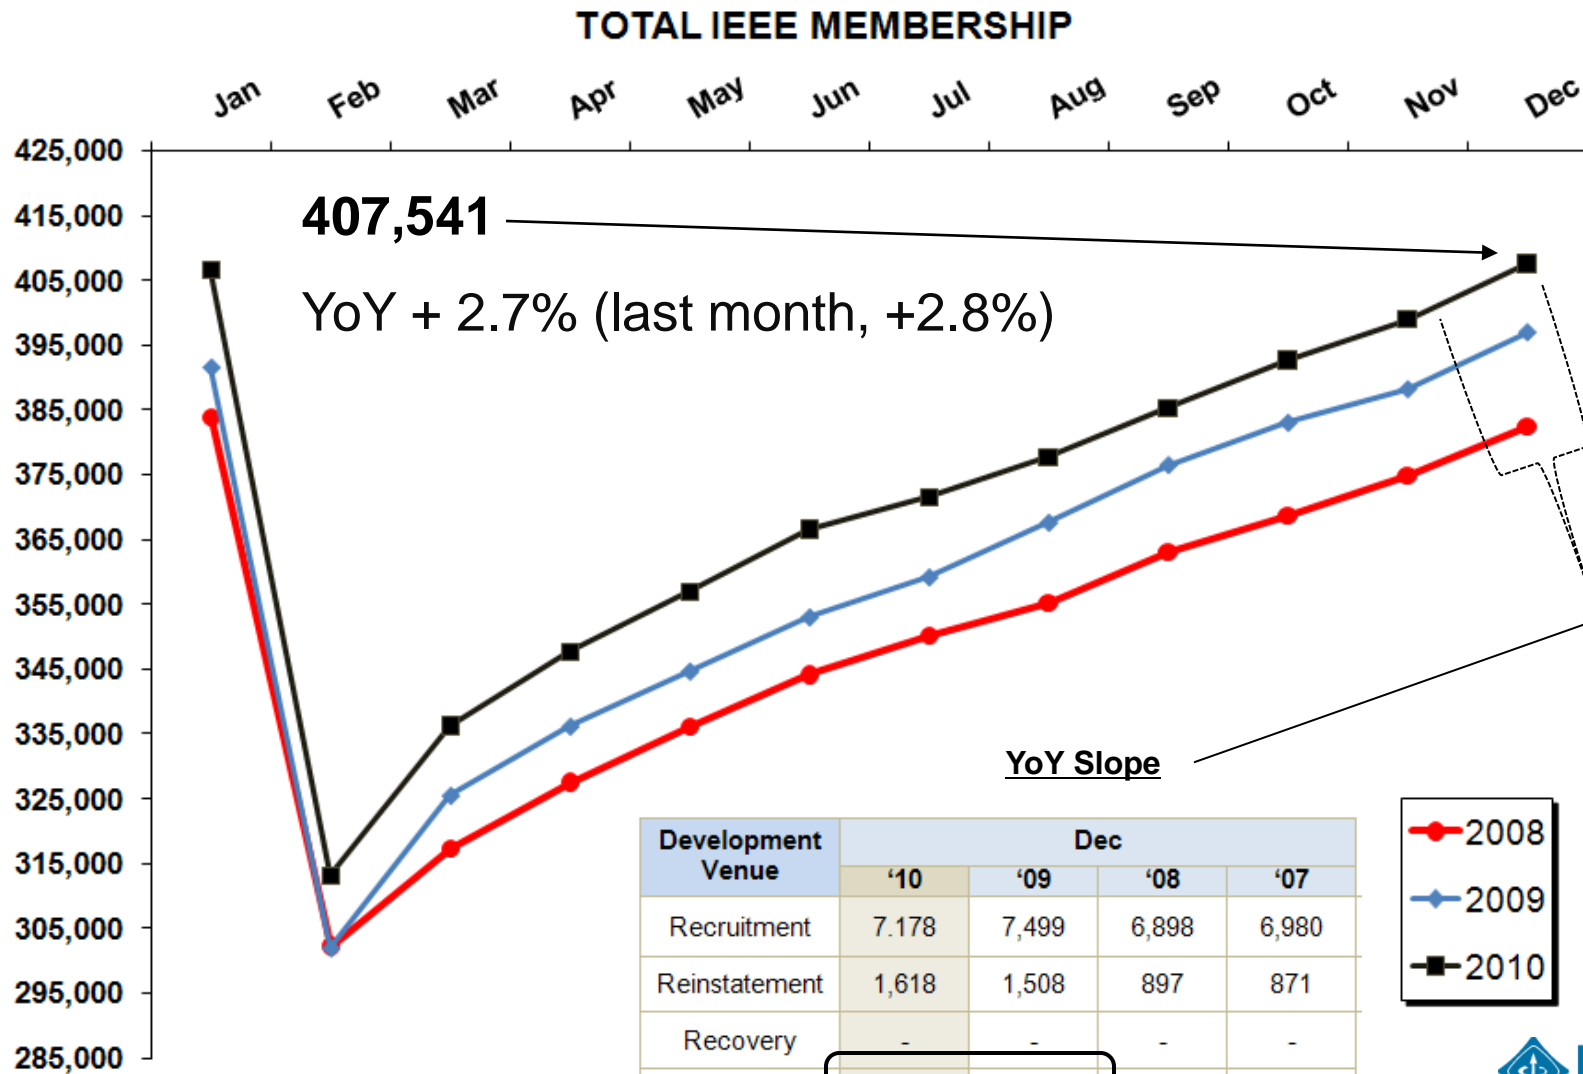 TOTAL IEEE MEMBERSHIP
Jan Feb Mar Apr May Jun Jul Aug Sep Oct Nov Dec
425,000
415,000
405,000
395,000
385,000
375,000
365,000
355,000
345,000
335,000
325,000
315,000
305,000
295,000
285,000
407,541
YoY + 2.7% (last month, +2.8%)
YoY Slope
Development Venue Dec
‘10 ‘09 ‘08 ‘07
Recruitment 7.178 7,499 6,898 6,980
Reinstatement 1,618 1,508 897 871
Recovery - - - -
2008
2009
2010